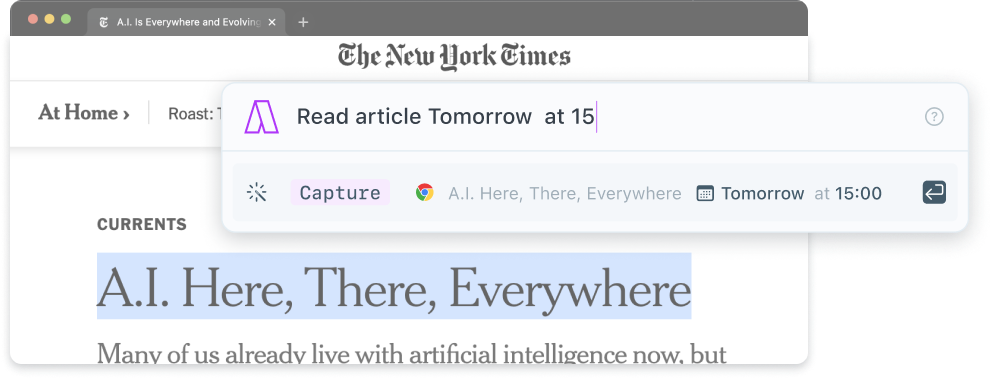 A.I. Is Everywhere and Evolving
The New York Times
At Home ›
Roast: T
Read article Tomorrow at 15
?
Capture
A.I. Here, There, Everywhere
Tomorrow at 15:00
CURRENTS
A.I. Here, There, Everywhere
Many of us already live with artificial intelligence now, but